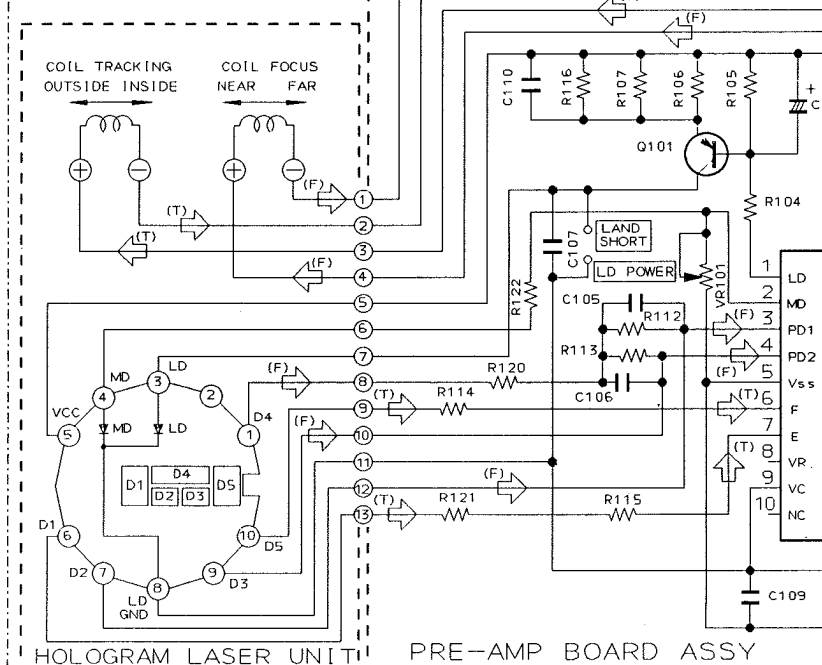 (F)
(F)
COIL TRACKING
OUTSIDE INSIDE
COIL FOCUS
NEAR FAR
+
−
+
−
(F)
(T)
(T)
(F)
1
2
3
4
5
6
7
8
9
10
11
12
13
C110
R116
R107
R106
R105
+
C
Q101
R104
C107
LAND
SHORT
LD POWER
VR101
R122
C105
R112
R113
C106
R120
R114
R121
R115
(F)
(F)
(T)
(T)
(F)
(T)
(F)
(F)
(T)
1 LD
2 MD
3 PD1
4 PD2
5 Vss
6 F
7 E
8 VR
9 VC
10 NC
C109
MD
LD
4
3
2
1
D4
VCC
5
MD
LD
D1
D4
D2
D3
D5
D1
6
D2
7
8
LD
GND
9
D3
10
D5
HOLOGRAM LASER UNIT
PRE-AMP BOARD ASSY